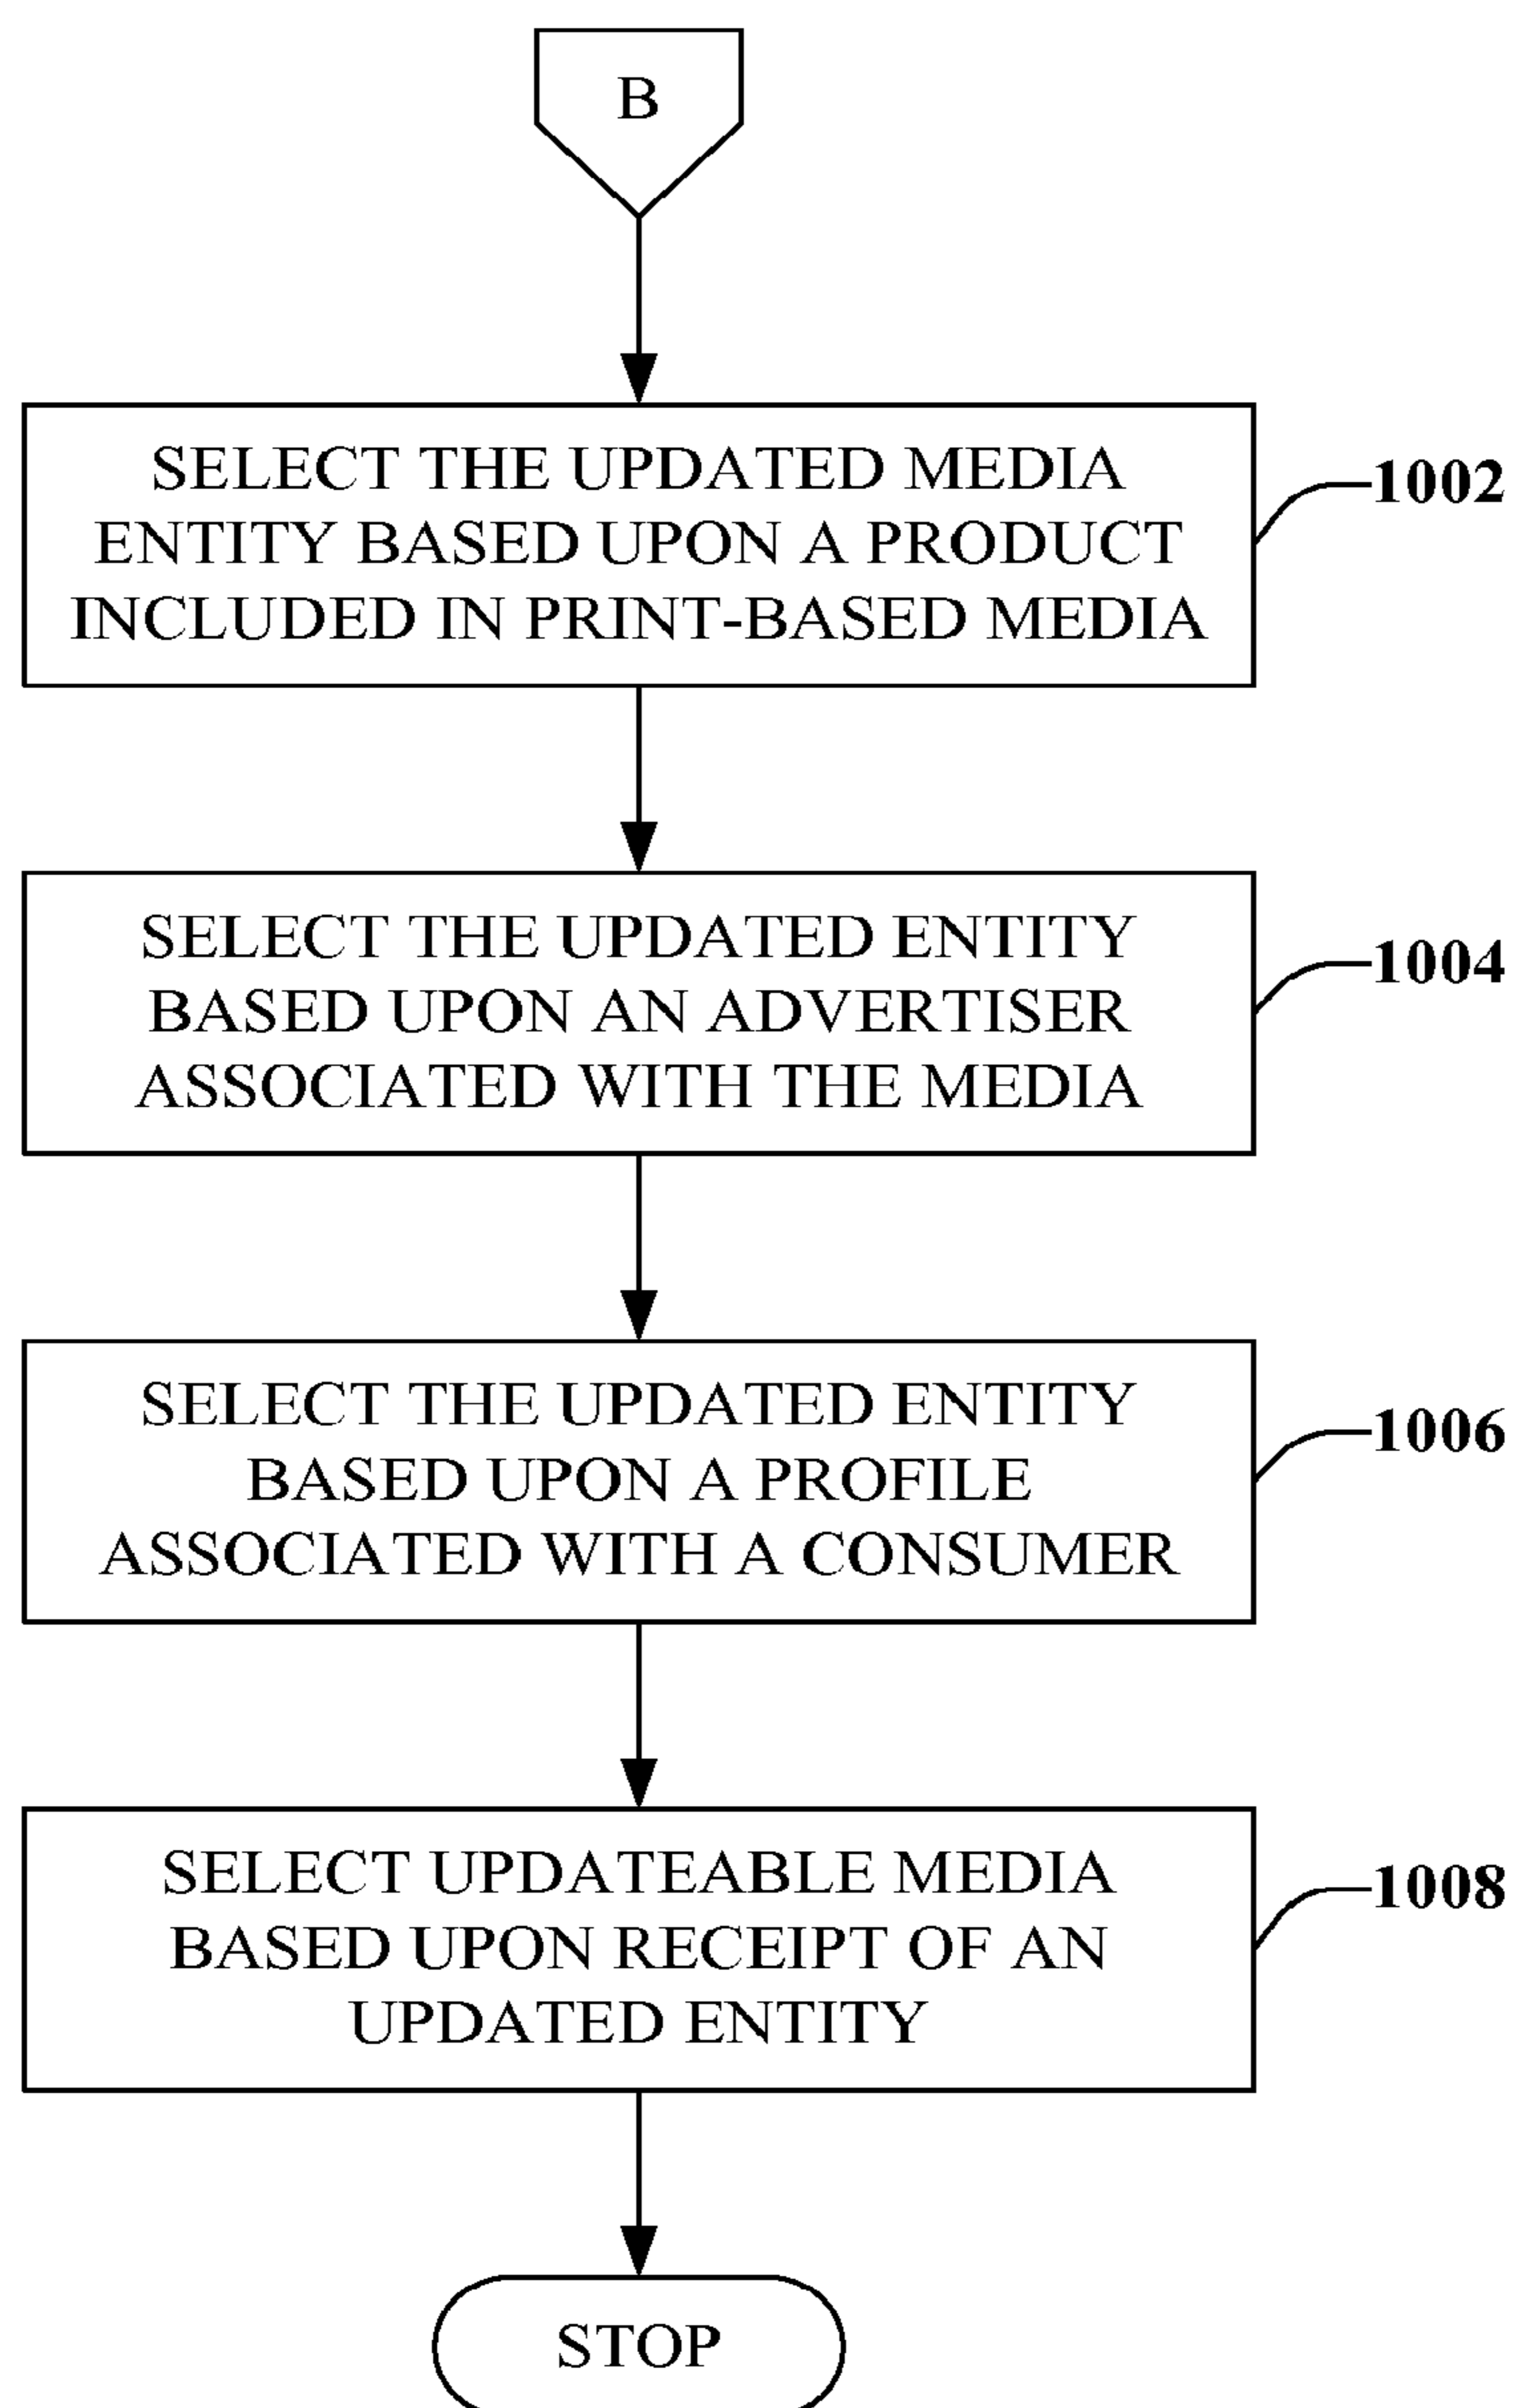 B
SELECT THE UPDATED MEDIA
ENTITY BASED UPON A PRODUCT
INCLUDED IN PRINT-BASED MEDIA
1002
SELECT THE UPDATED ENTITY
BASED UPON AN ADVERTISER
ASSOCIATED WITH THE MEDIA
1004
SELECT THE UPDATED ENTITY
BASED UPON A PROFILE
ASSOCIATED WITH A CONSUMER
1006
SELECT UPDATEABLE MEDIA
BASED UPON RECEIPT OF AN
UPDATED ENTITY
1008
STOP